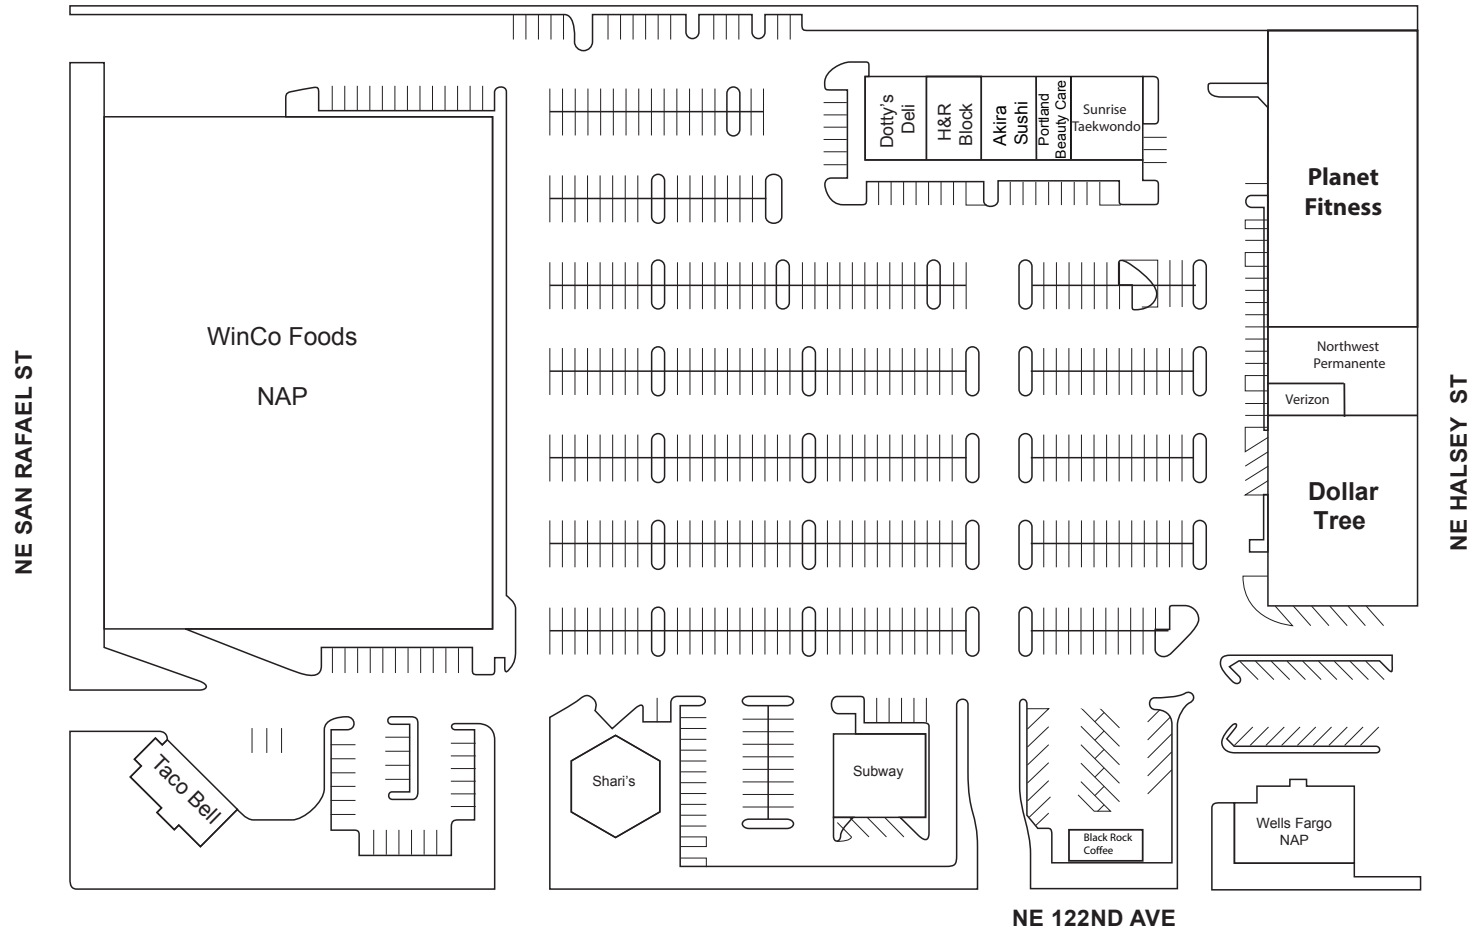 Dotty's
Deli
H&R
Block
Akira
Sushi
Portland
Beauty Care
Sunrise
Taekwondo
Planet
Fitness
WinCo Foods
NAP
Northwest
Permanente
Verizon
NE SAN RAFAEL ST
NE HALSEY ST
Dollar
Tree
Taco Bell
Shari's
Subway
Black Rock
Coffee
Wells Fargo
NAP
NE 122ND AVE